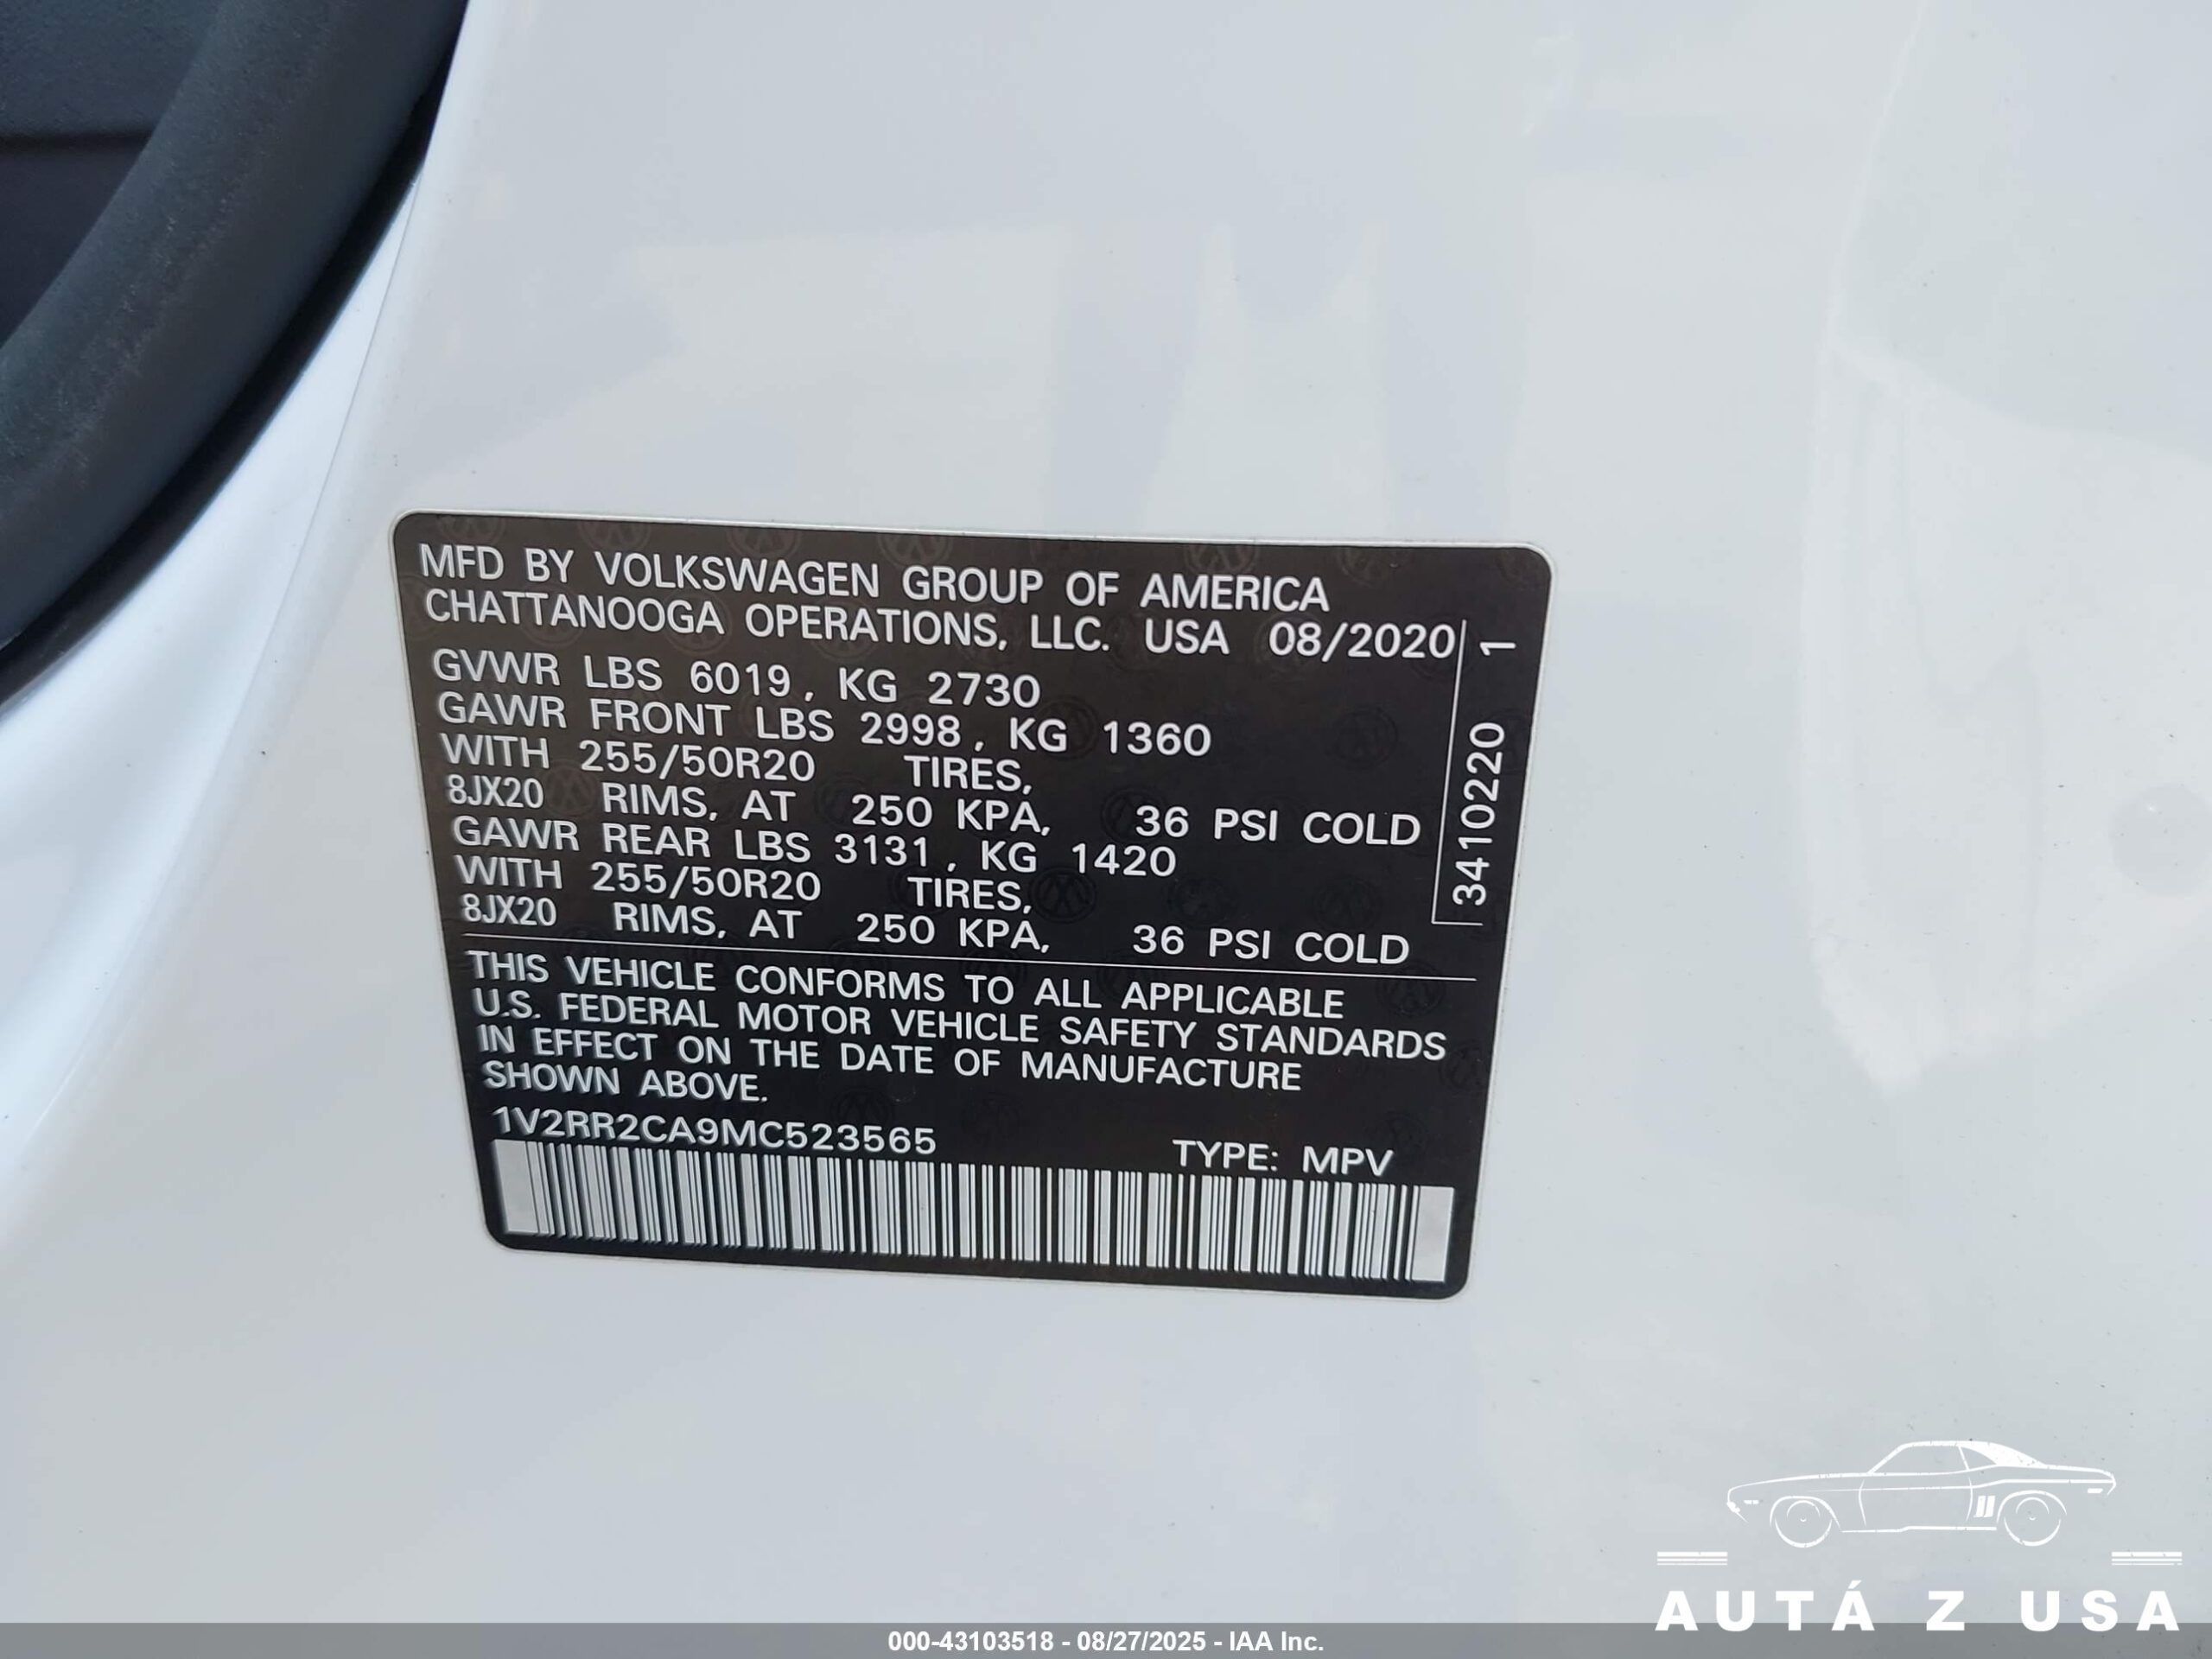 MFD BY VOLKSWAGEN GROUP OF AMERICA
CHATTANOOGA OPERATIONS, LLC. USA 08/2020
GVWR LBS 6019, KG 2730
GAWR FRONT LBS 2998, KG 1360
WITH 255/50R20 TIRES,
8JX20 RIMS, AT 250 KPA, 36 PSI COLD
GAWR REAR LBS 3131, KG 1420
WITH 255/50R20 TIRES,
8JX20 RIMS, AT 250 KPA, 36 PSI COLD
34102220 1
THIS VEHICLE CONFORMS TO ALL APPLICABLE
U.S. FEDERAL MOTOR VEHICLE SAFETY STANDARDS
IN EFFECT ON THE DATE OF MANUFACTURE
SHOWN ABOVE.
1V2RR2CA9MC523565 TYPE: MPV
AUTÁ Z USA
000-43103518 - 08/27/2025 - IAA Inc.